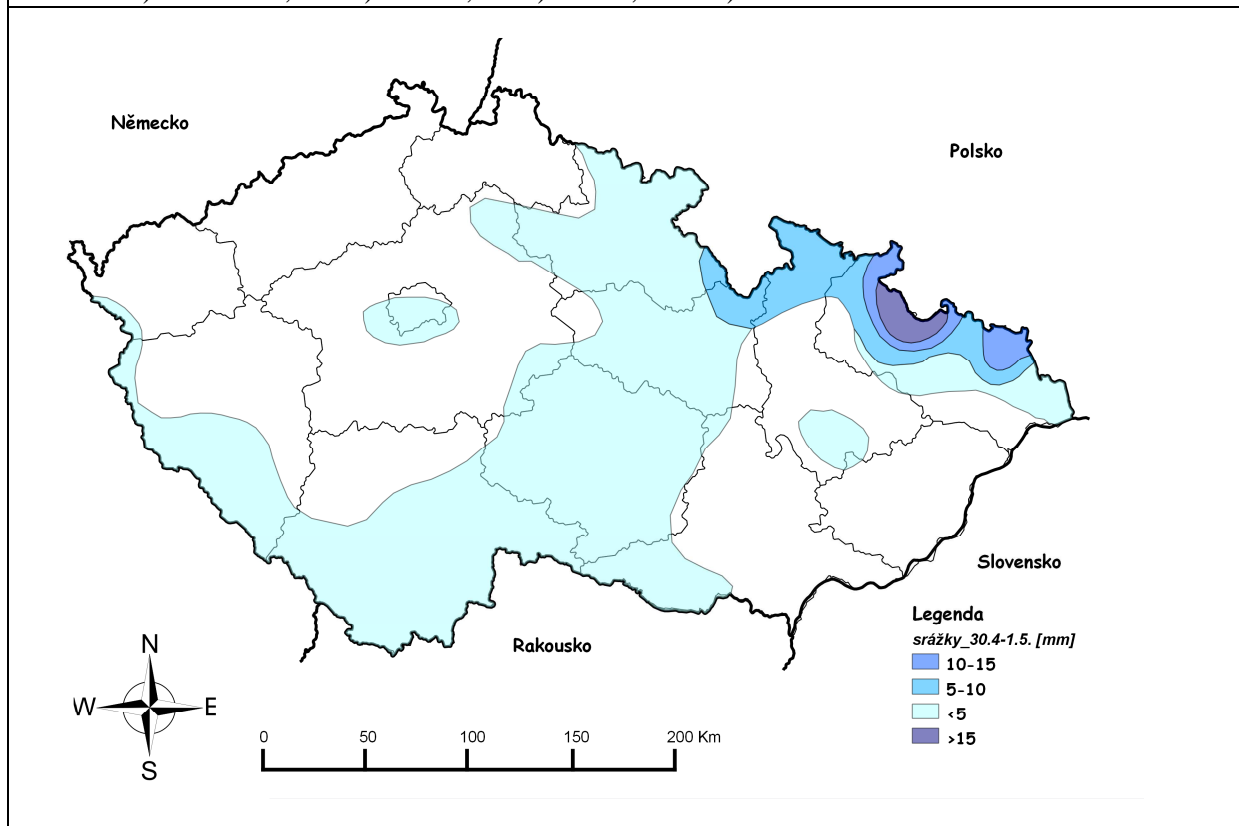 Německo
Polsko
Slovensko
Rakousko
Legenda
srážky_30.4-1.5. [mm]
10-15
5-10
<5
>15
N
W E
S
0 50 100 150 200 Km